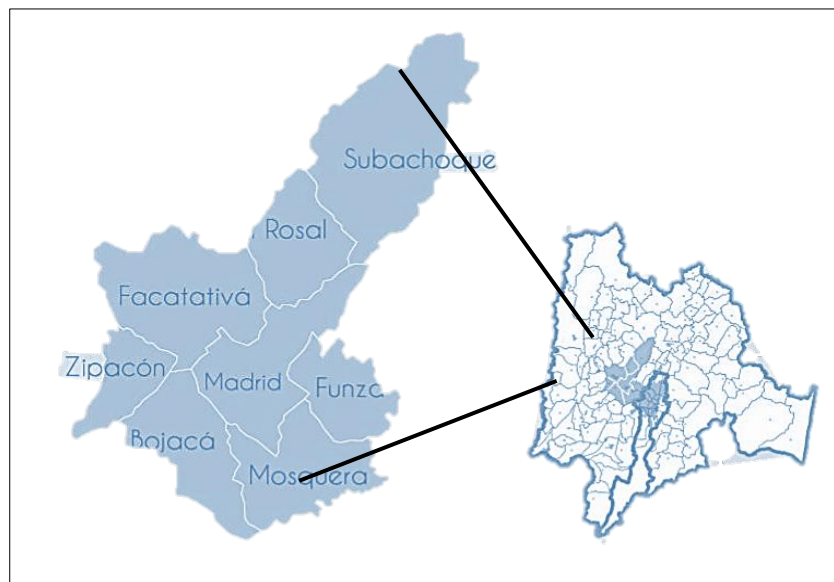 Subachoque
Rosal
Facatativá
Zipacón
Madrid
Funza
Bojacá
Mosquera